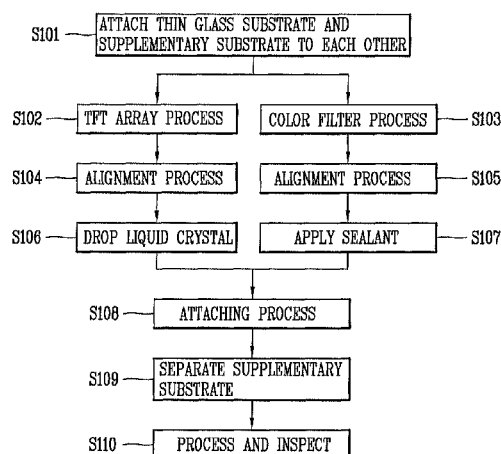 S101
ATTACH THIN GLASS SUBSTRATE AND
SUPPLEMENTARY SUBSTRATE TO EACH OTHER
S102
TFT ARRAY PROCESS
COLOR FILTER PROCESS
S103
S104
ALIGNMENT PROCESS
ALIGNMENT PROCESS
S105
S106
DROP LIQUID CRYSTAL
APPLY SEALANT
S107
S108
ATTACHING PROCESS
S109
SEPARATE SUPPLEMENTARY
SUBSTRATE
S110
PROCESS AND INSPECT